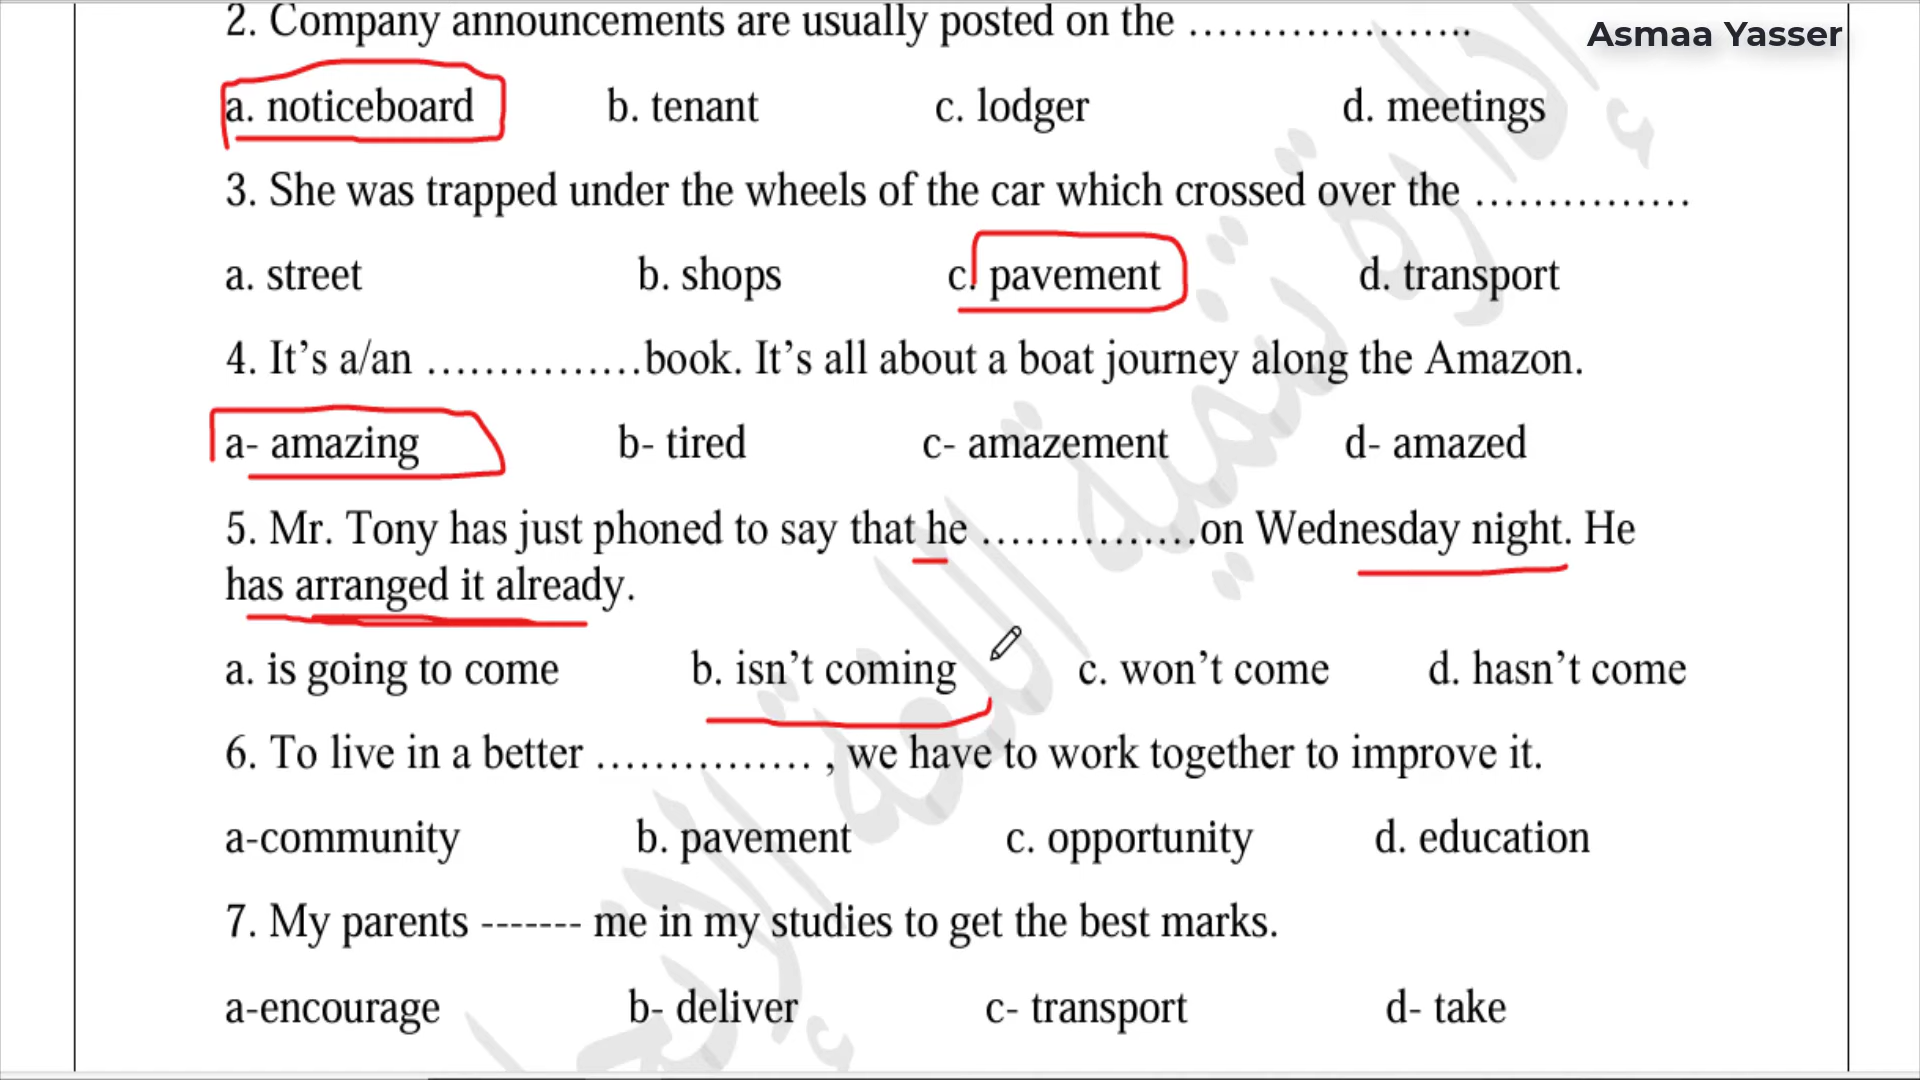 2. Company announcements are usually posted on the ………………..
Asmaa Yasser
a. noticeboard b. tenant c. lodger d. meetings
3. She was trapped under the wheels of the car which crossed over the ……………
a. street b. shops c. pavement d. transport
4. It’s a/an ……………book. It’s all about a boat journey along the Amazon.
a- amazing b- tired c- amazement d- amazed
5. Mr. Tony has just phoned to say that he ……………on Wednesday night. He
has arranged it already.
a. is going to come b. isn’t coming c. won’t come d. hasn’t come
6. To live in a better …………… , we have to work together to improve it.
a-community b. pavement c. opportunity d. education
7. My parents ------- me in my studies to get the best marks.
a-encourage b- deliver c- transport d- take
إدارة تنمية اللغة